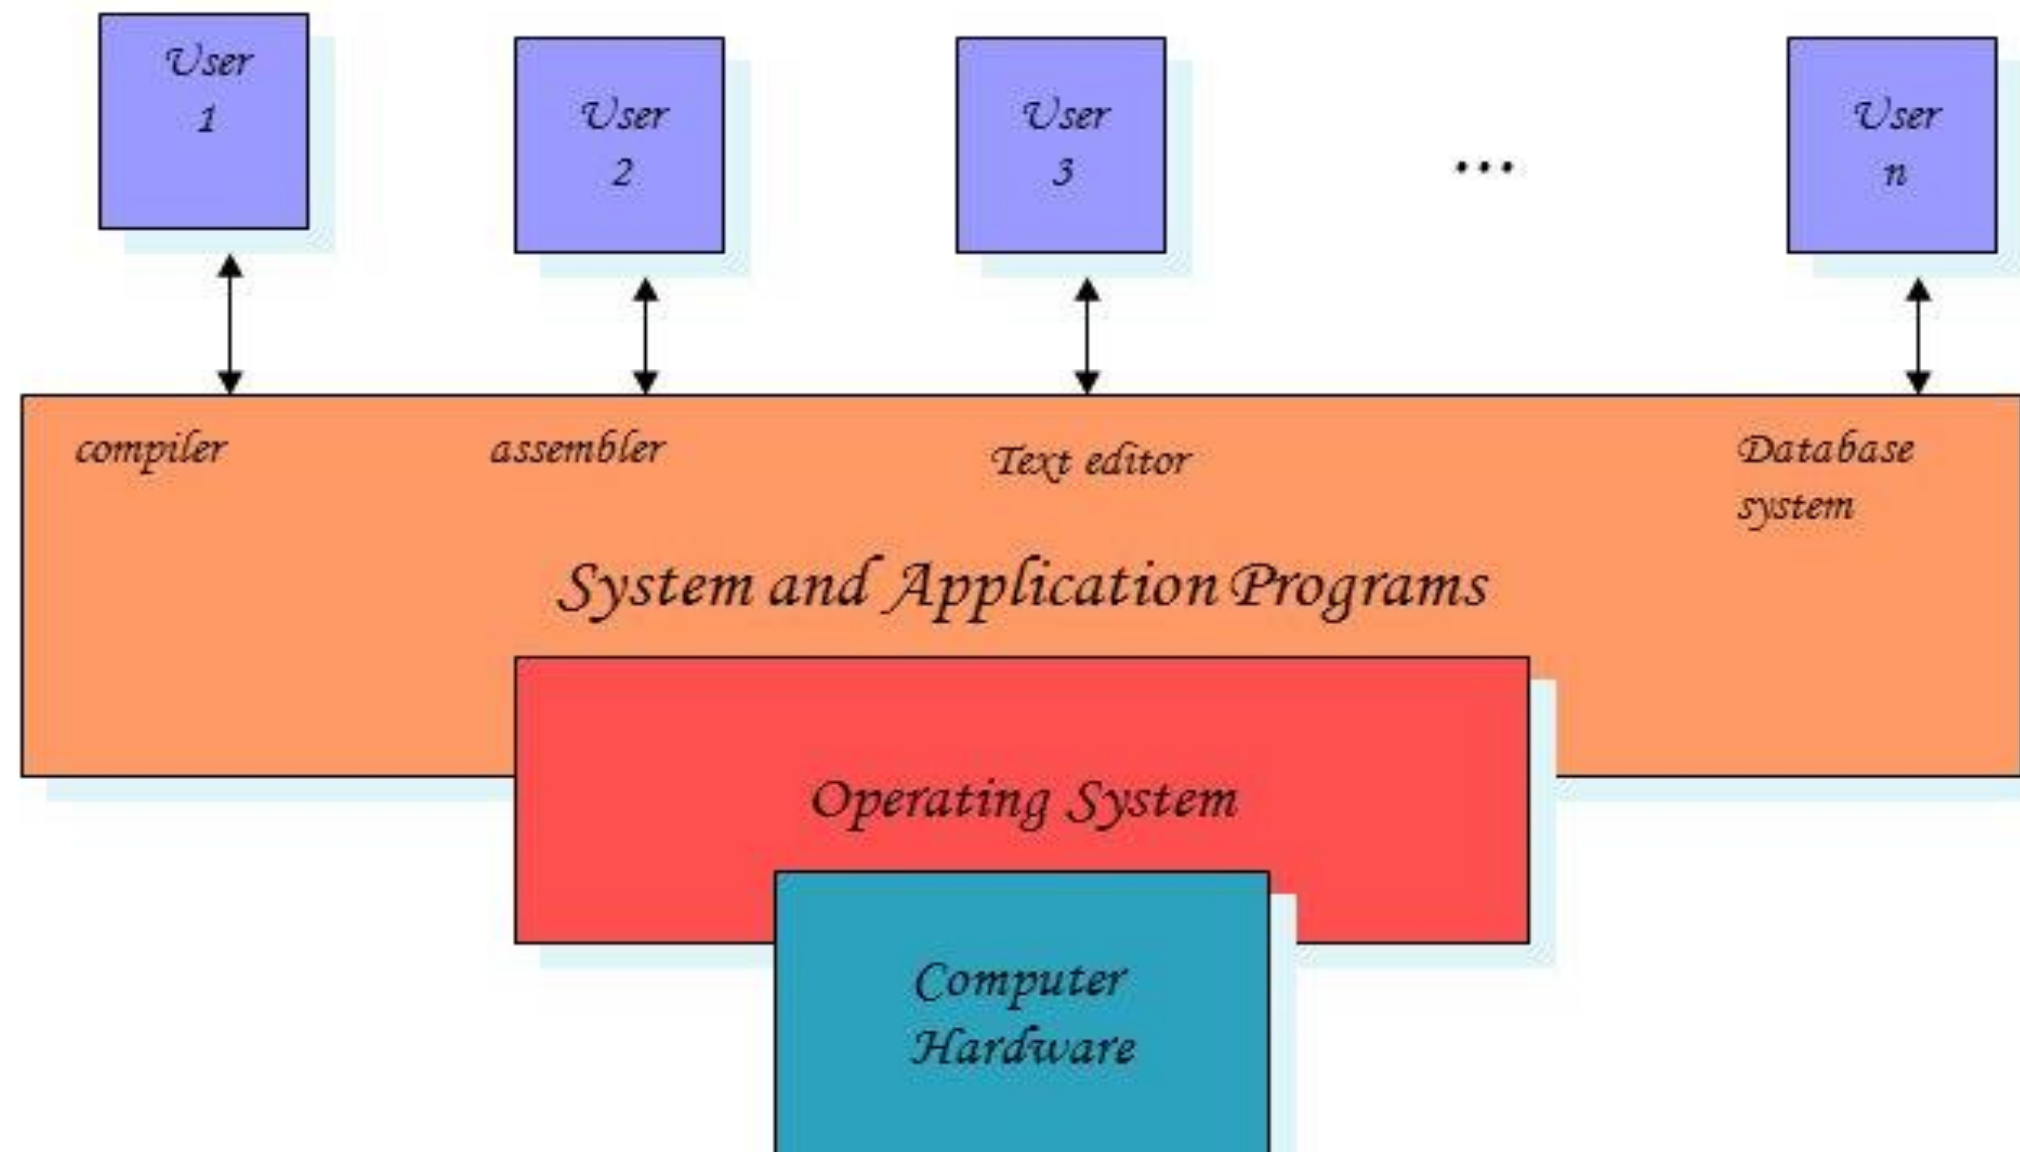 User
1
User
2
User
3
...
User
n
compiler
assembler
Text editor
Database
system
System and Application Programs
Operating System
Computer
Hardware